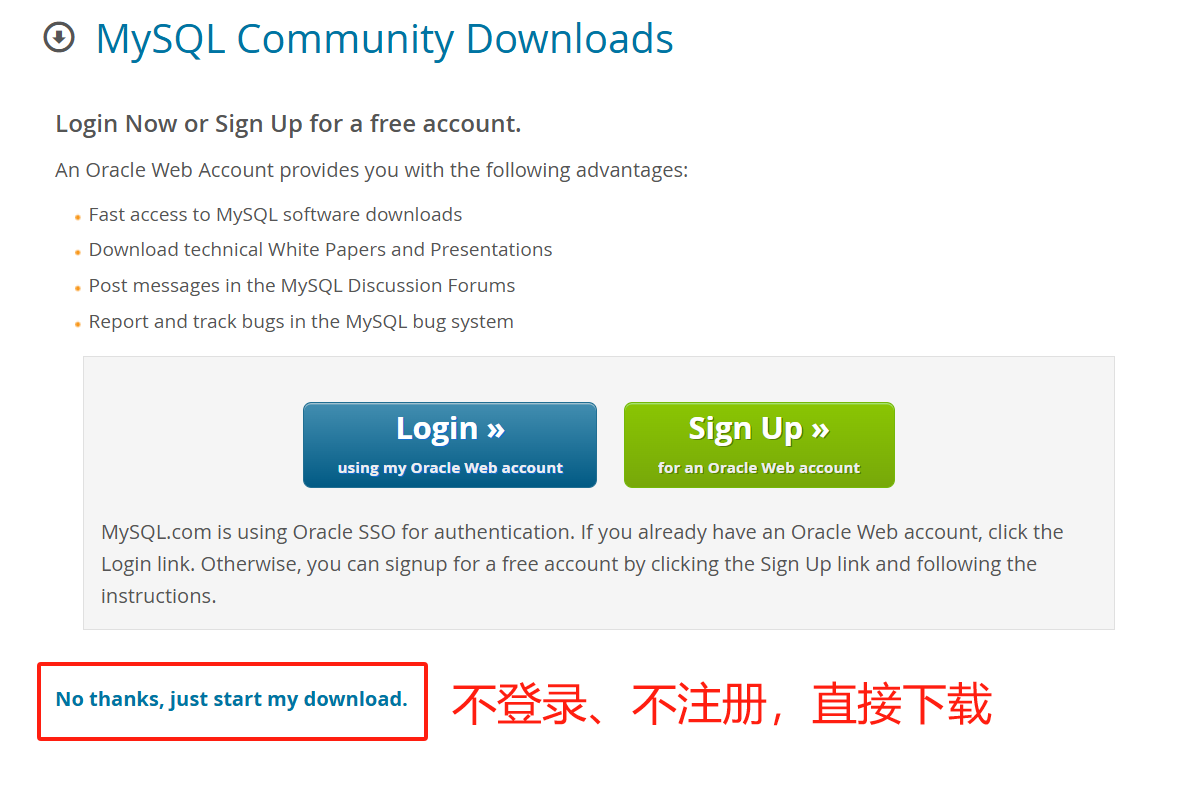 MySQL Community Downloads
Login Now or Sign Up for a free account.
An Oracle Web Account provides you with the following advantages:
Fast access to MySQL software downloads
Download technical White Papers and Presentations
Post messages in the MySQL Discussion Forums
Report and track bugs in the MySQL bug system
Login »
using my Oracle Web account
Sign Up »
for an Oracle Web account
MySQL.com is using Oracle SSO for authentication. If you already have an Oracle Web account, click the
Login link. Otherwise, you can signup for a free account by clicking the Sign Up link and following the
instructions.
No thanks, just start my download.
不登录、不注册，直接下载